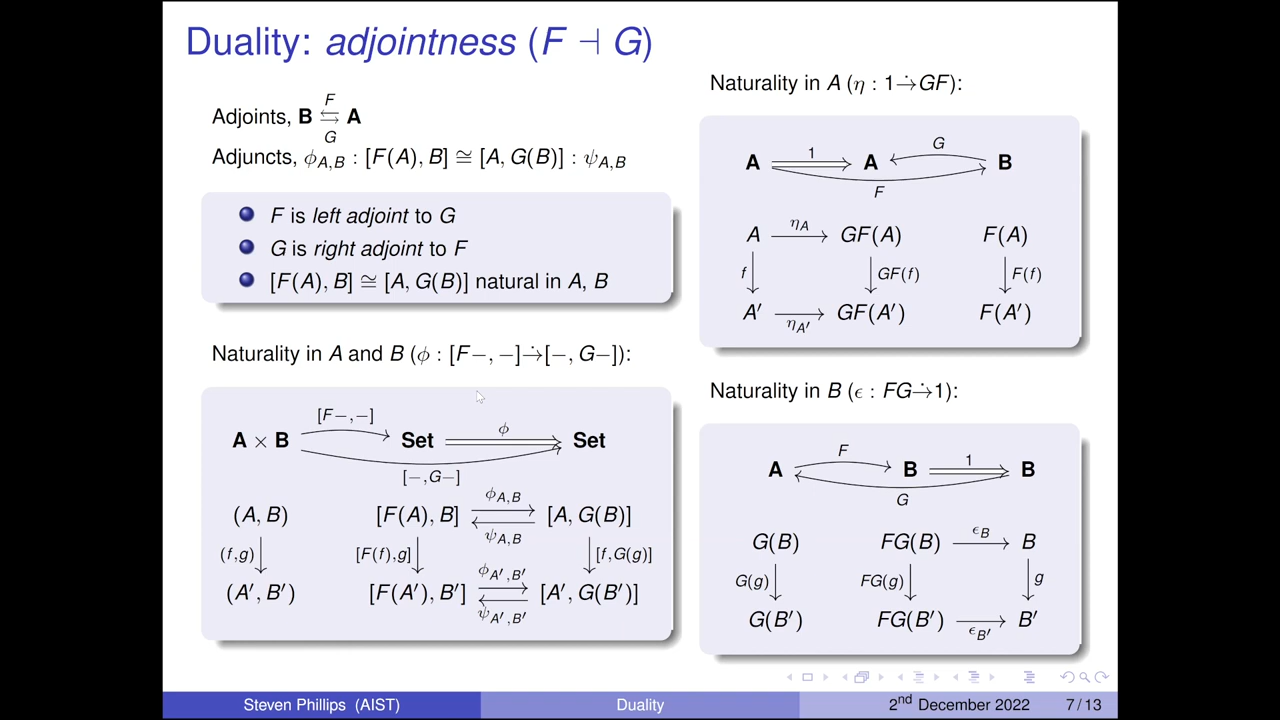 Duality: adjointness (F ⊣ G)
Adjoints, B ⇆ A
F
G
Adjuncts, ϕ_{A,B} : [F(A), B] ≅ [A, G(B)] : ψ_{A,B}
F is left adjoint to G
G is right adjoint to F
[F(A), B] ≅ [A, G(B)] natural in A, B
Naturality in A and B (ϕ : [F−, −]→̇[−, G−]):
[F−,−]
ϕ
A × B Set Set
[−,G−]
ϕ_{A,B}
(A, B) [F(A), B] [A, G(B)]
ψ_{A,B}
(f,g) [F(f),g] [f,G(g)]
ϕ_{A′,B′}
(A′, B′) [F(A′), B′] [A′, G(B′)]
ψ_{A′,B′}
Naturality in A (η : 1→̇GF):
1 G
A A B
F
η_A
A GF(A) F(A)
f GF(f) F(f)
A′ GF(A′) F(A′)
η_{A′}
Naturality in B (ϵ : FG→̇1):
F 1
A B B
G
ϵ_B
G(B) FG(B) B
G(g) FG(g) g
G(B′) FG(B′) B′
ϵ_{B′}
Steven Phillips (AIST) Duality 2nd December 2022 7 / 13